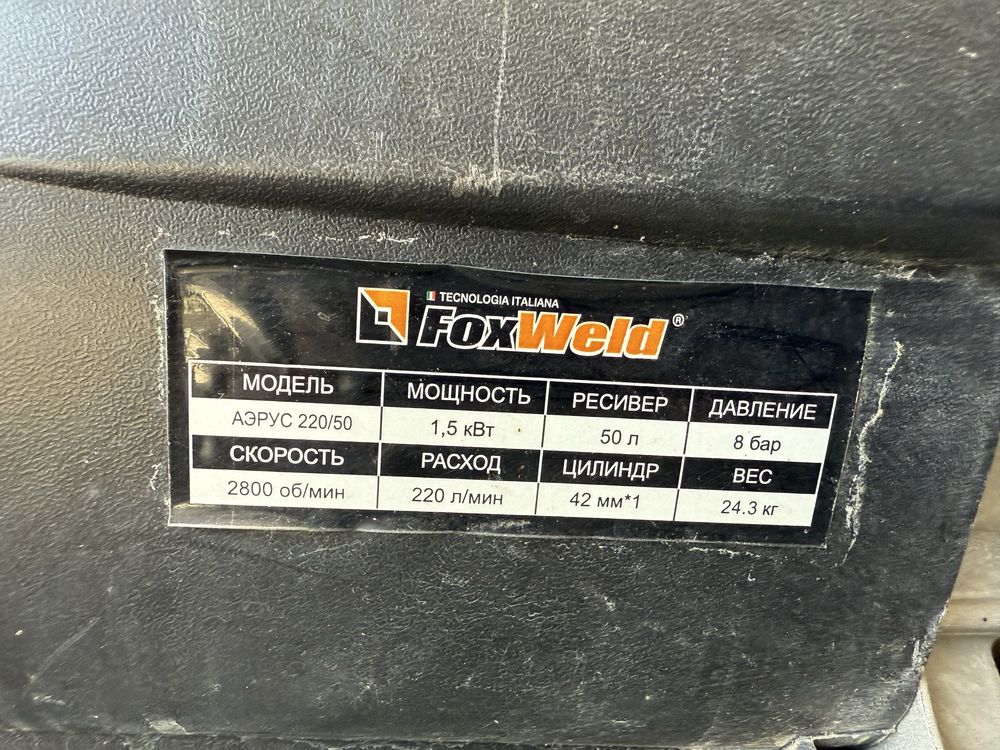 TECNOLOGIA ITALIANA
FoxWeld®
МОДЕЛЬ МОЩНОСТЬ РЕСИВЕР ДАВЛЕНИЕ
АЭРУС 220/50 1,5 кВт 50 л 8 бар
СКОРОСТЬ РАСХОД ЦИЛИНДР ВЕС
2800 об/мин 220 л/мин 42 мм*1 24.3 кг